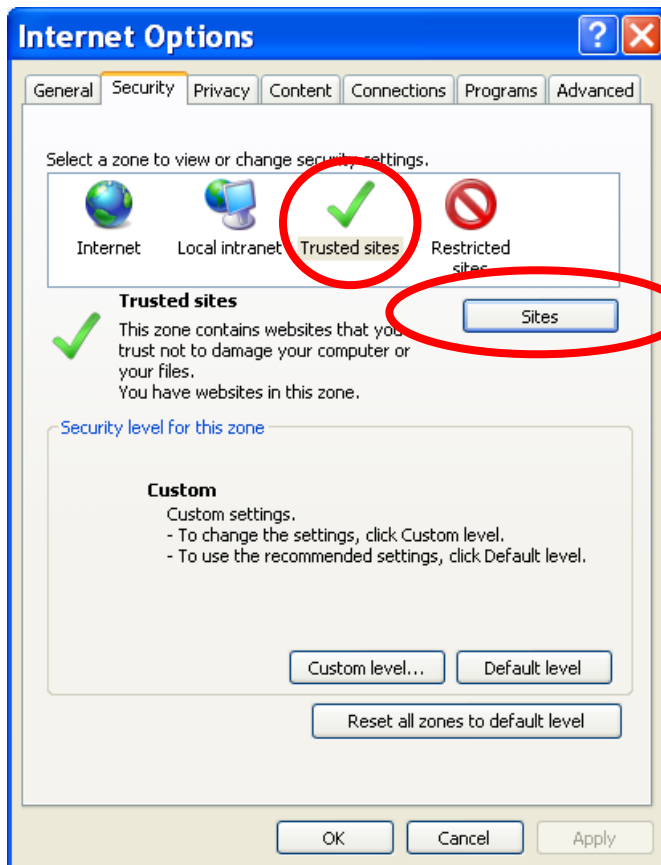 Internet Options
?
General Security Privacy Content Connections Programs Advanced
Select a zone to view or change security settings.
Internet Local intranet Trusted sites Restricted
sites
Trusted sites
Sites
This zone contains websites that you
trust not to damage your computer or
your files.
You have websites in this zone.
Security level for this zone
Custom
Custom settings.
- To change the settings, click Custom level.
- To use the recommended settings, click Default level.
Custom level... Default level
Reset all zones to default level
OK Cancel Apply